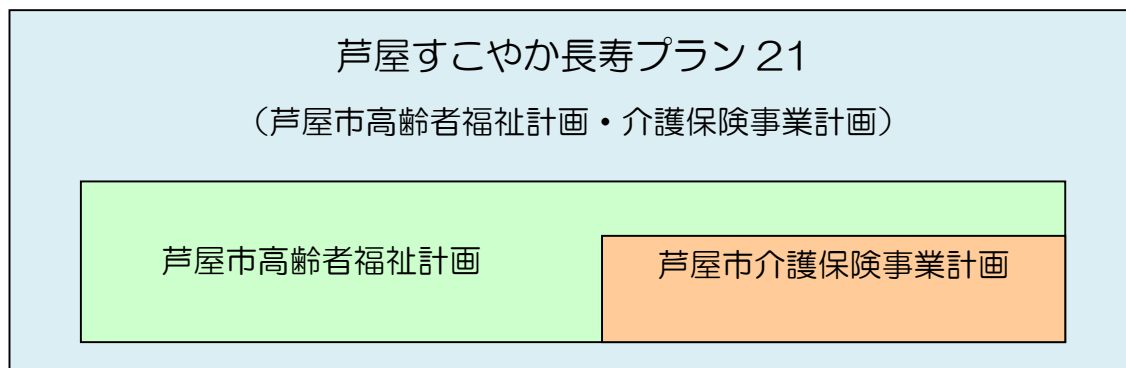 芦屋すこやか長寿プラン 21
（芦屋市高齢者福祉計画・介護保険事業計画）
芦屋市高齢者福祉計画
芦屋市介護保険事業計画